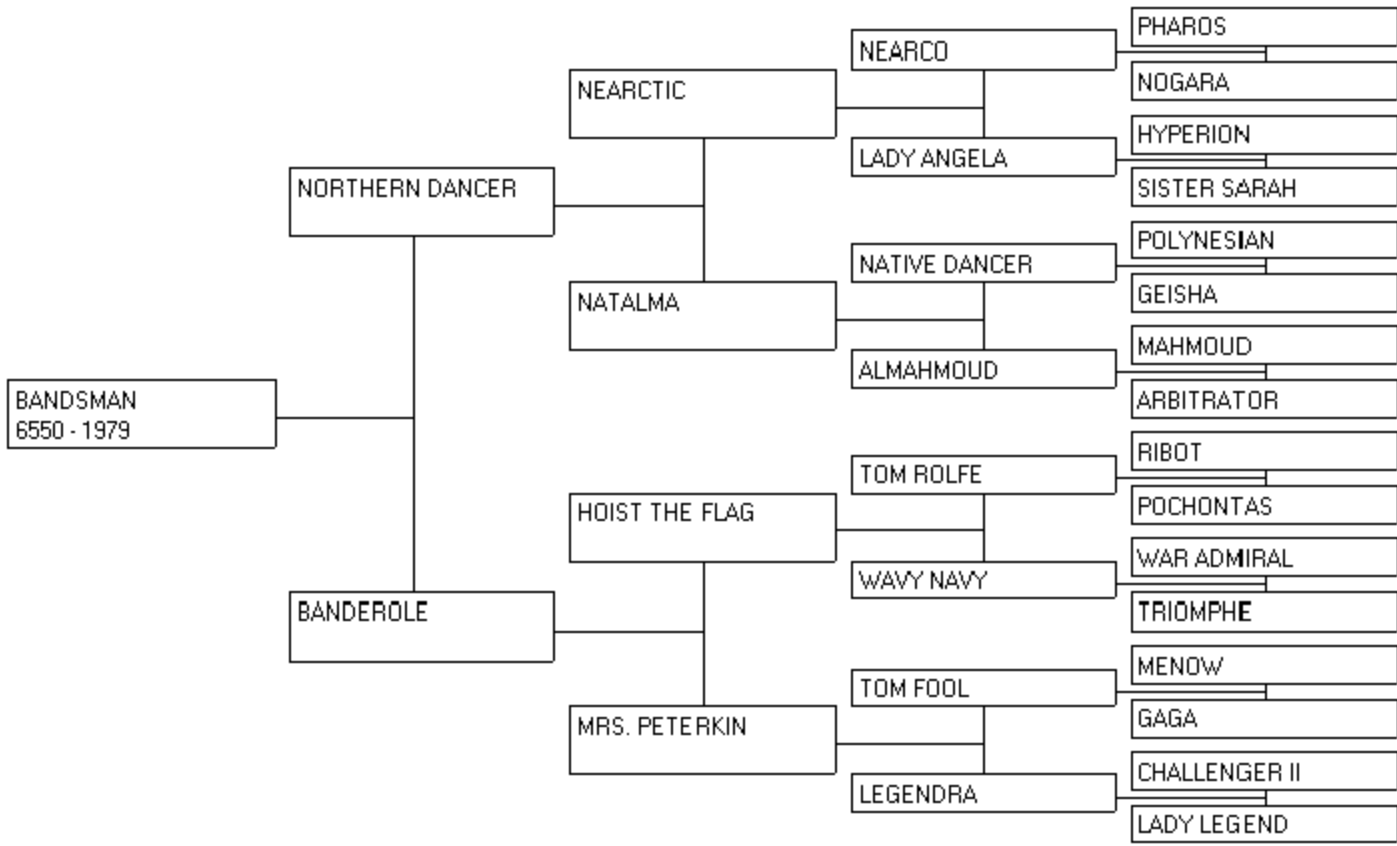 PHAROS
NEARCO
NOGARA
NEARCTIC
HYPERION
LADY ANGELA
SISTER SARAH
NORTHERN DANCER
POLYNESIAN
NATIVE DANCER
GEISHA
NATALMA
MAHMOUD
ALMAHMOUD
ARBITRATOR
BANDSMAN
6550 - 1979
RIBOT
TOM ROLFE
POCHONTAS
HOIST THE FLAG
WAR ADMIRAL
WAVY NAVY
TRIOMPHE
BANDEROLE
MENOW
TOM FOOL
GAGA
MRS. PETERKIN
CHALLENGER II
LEGENDRA
LADY LEGEND